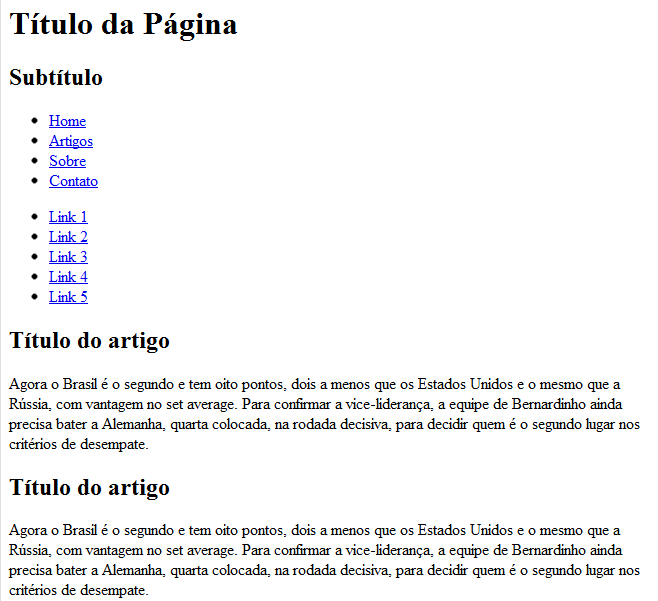 Título da Página
Subtítulo
Home
Artigos
Sobre
Contato
Link 1
Link 2
Link 3
Link 4
Link 5
Título do artigo
Agora o Brasil é o segundo e tem oito pontos, dois a menos que os Estados Unidos e o mesmo que a
Rússia, com vantagem no set average. Para confirmar a vice-liderança, a equipe de Bernardinho ainda
precisa bater a Alemanha, quarta colocada, na rodada decisiva, para decidir quem é o segundo lugar nos
critérios de desempate.
Título do artigo
Agora o Brasil é o segundo e tem oito pontos, dois a menos que os Estados Unidos e o mesmo que a
Rússia, com vantagem no set average. Para confirmar a vice-liderança, a equipe de Bernardinho ainda
precisa bater a Alemanha, quarta colocada, na rodada decisiva, para decidir quem é o segundo lugar nos
critérios de desempate.